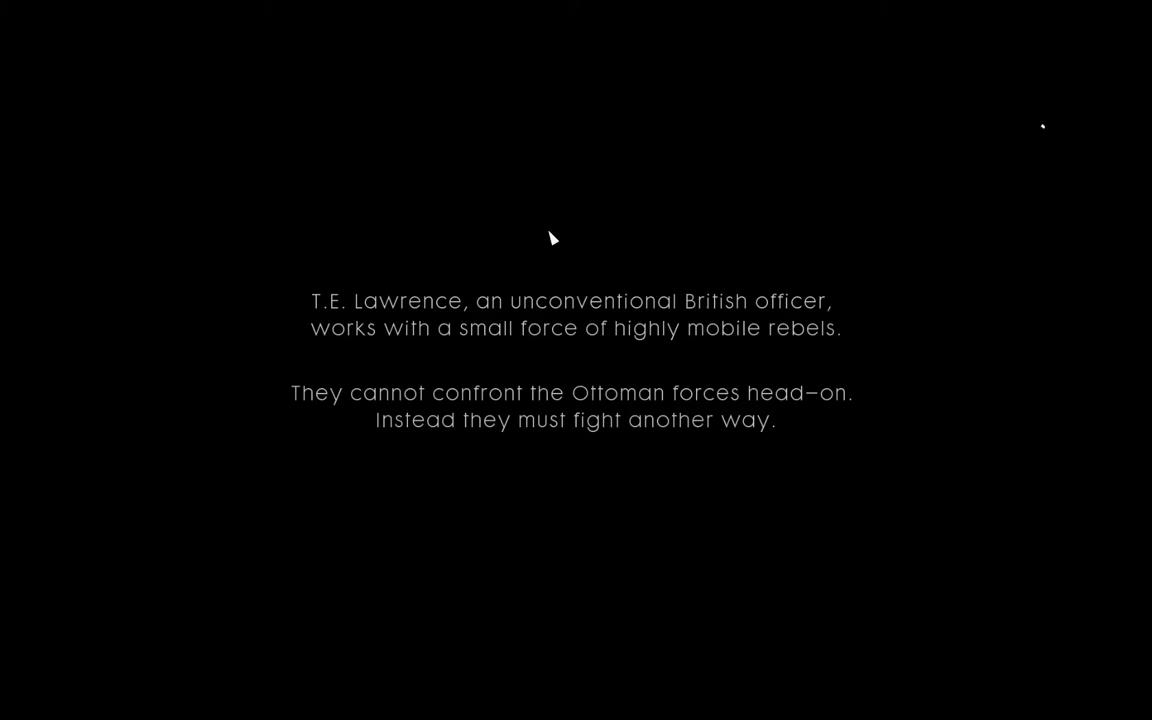 T.E. Lawrence, an unconventional British officer,
works with a small force of highly mobile rebels.
They cannot confront the Ottoman forces head-on.
Instead they must fight another way.